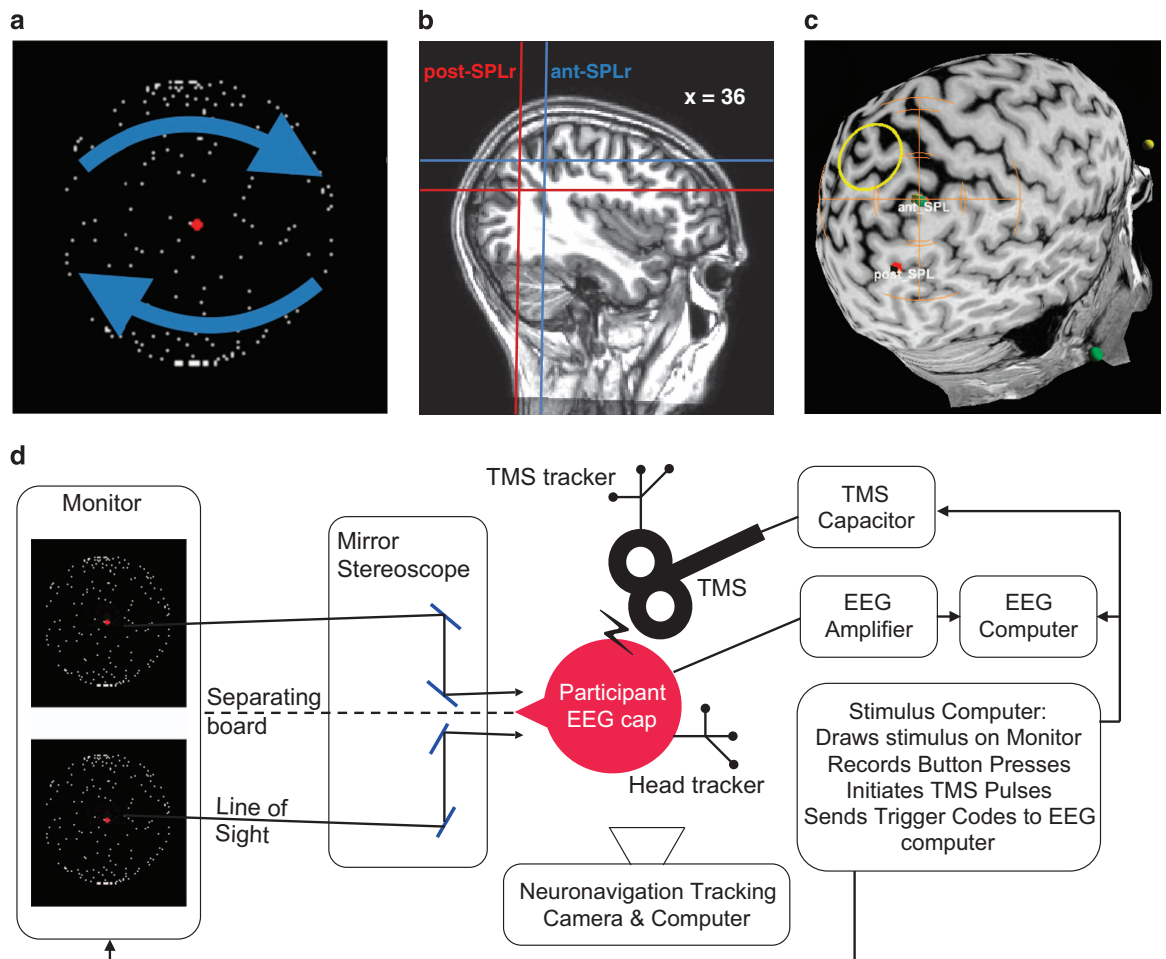 a
b
c
post-SPLr
ant-SPLr
x = 36
ant_SPL
post_SPL
d
Monitor
Mirror
Stereoscope
Separating
board
Line of
Sight
TMS tracker
TMS
Participant
EEG cap
Head tracker
TMS
Capacitor
EEG
Amplifier
EEG
Computer
Stimulus Computer:
Draws stimulus on Monitor
Records Button Presses
Initiates TMS Pulses
Sends Trigger Codes to EEG
computer
Neuronavigation Tracking
Camera & Computer